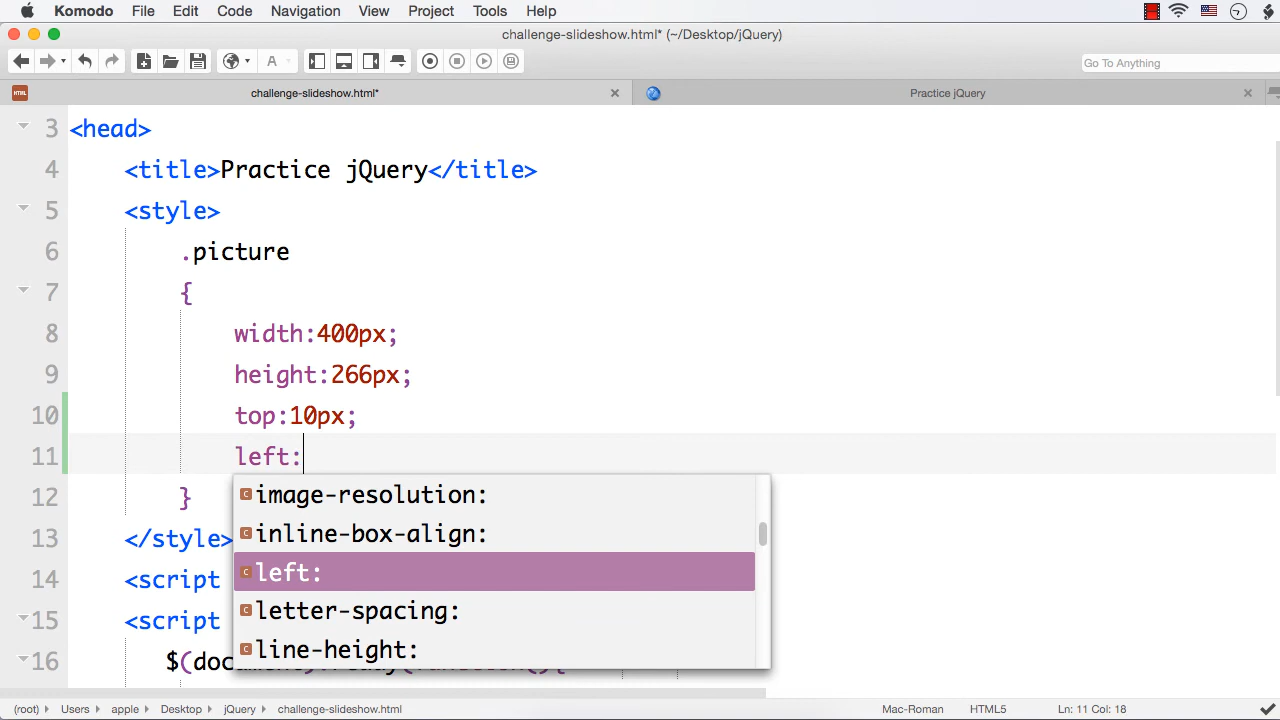 Komodo File Edit Code Navigation View Project Tools Help
challenge-slideshow.html* (~/Desktop/jQuery)
Go To Anything
challenge-slideshow.html* Practice jQuery
3 <head>
4 <title>Practice jQuery</title>
5 <style>
6 .picture
7 {
8 width:400px;
9 height:266px;
10 top:10px;
11 left:
image-resolution:
inline-box-align:
left:
letter-spacing:
line-height:
12 }
13 </style>
14 <script
15 <script
16 $(doc
(root) Users apple Desktop jQuery challenge-slideshow.html Mac-Roman HTML5 Ln: 11 Col: 18